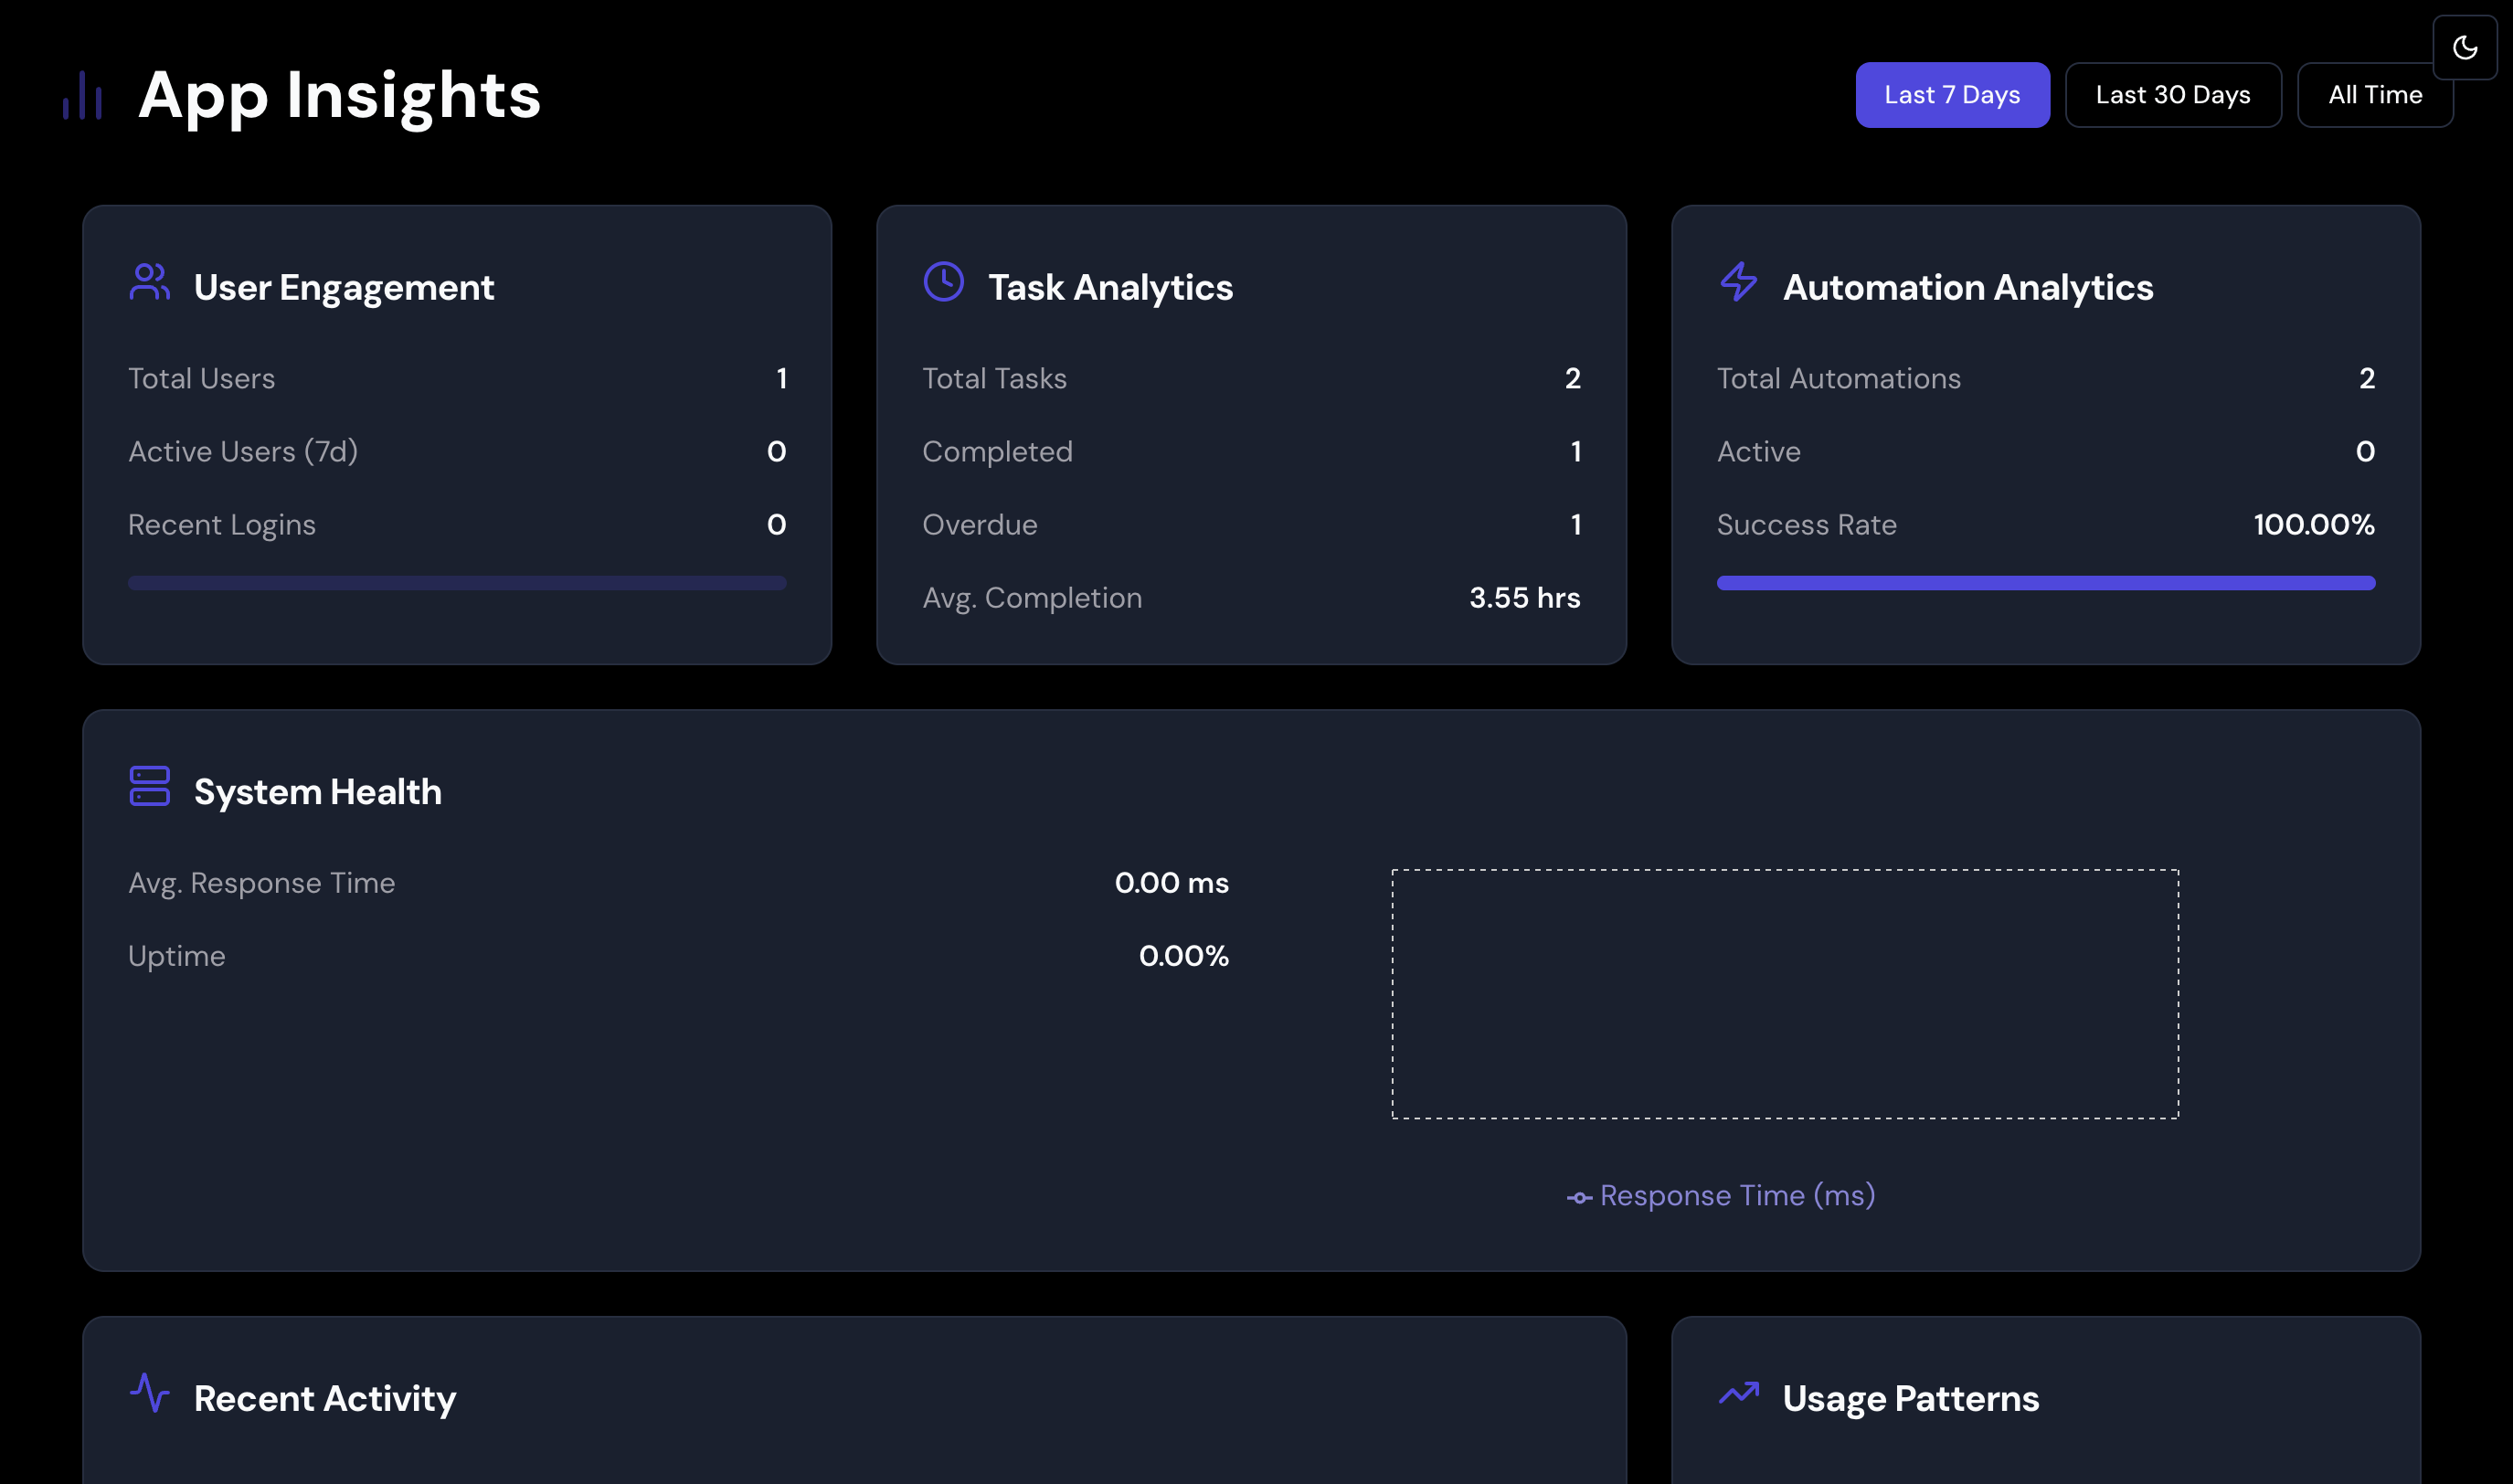 App Insights
Last 7 Days
Last 30 Days
All Time
User Engagement
Total Users 1
Active Users (7d) 0
Recent Logins 0
Task Analytics
Total Tasks 2
Completed 1
Overdue 1
Avg. Completion 3.55 hrs
Automation Analytics
Total Automations 2
Active 0
Success Rate 100.00%
System Health
Avg. Response Time 0.00 ms
Uptime 0.00%
Response Time (ms)
Recent Activity
Usage Patterns